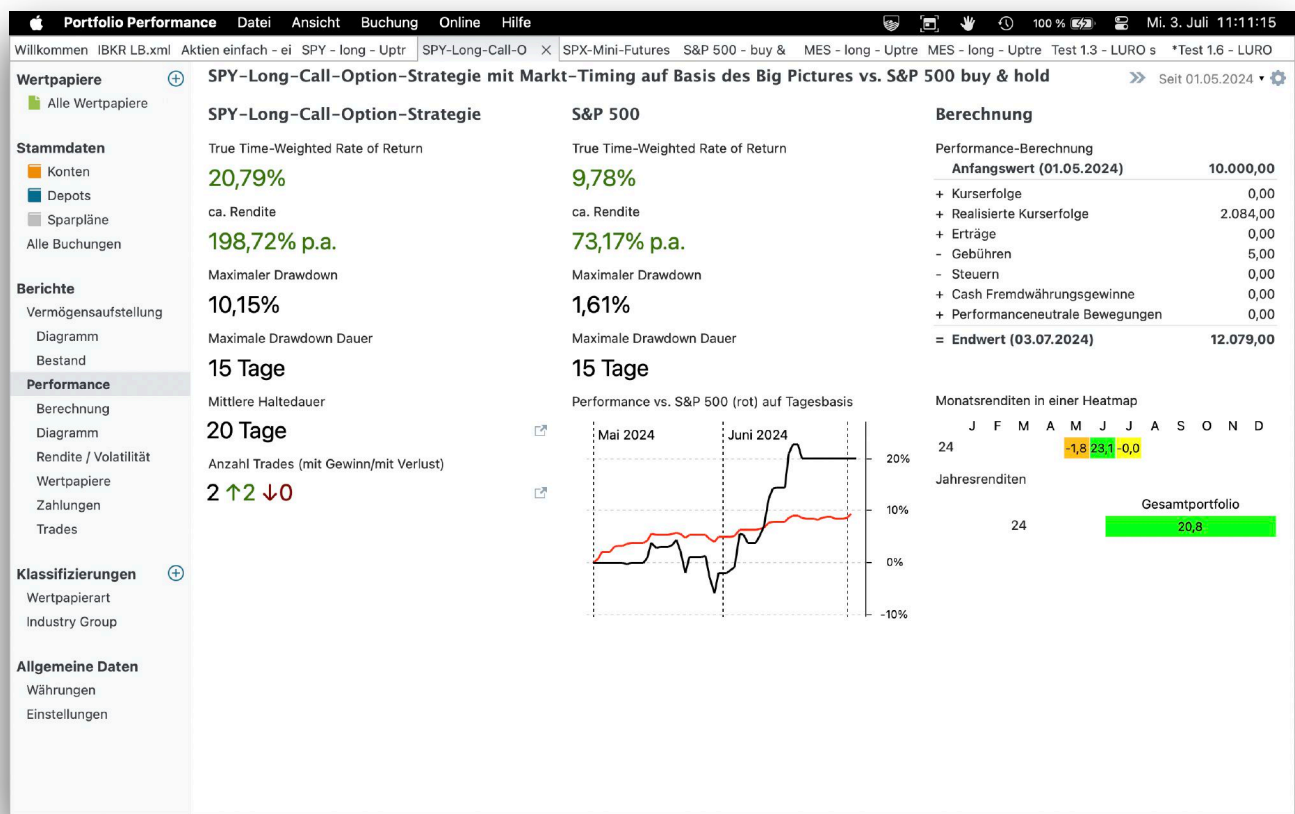 Portfolio Performance Datei Ansicht Buchung Online Hilfe 100 % Mi. 3. Juli 11:11:15
Willkommen IBKR LB.xml Aktien einfach - ei SPY - long - Uptr SPY-Long-Call-O × SPX-Mini-Futures S&P 500 - buy & MES - long - Uptre MES - long - Uptre Test 1.3 - LURO s *Test 1.6 - LURO
Wertpapiere
Alle Wertpapiere
Stammdaten
Konten
Depots
Sparpläne
Alle Buchungen
Berichte
Vermögensaufstellung
Diagramm
Bestand
Performance
Berechnung
Diagramm
Rendite / Volatilität
Wertpapiere
Zahlungen
Trades
Klassifizierungen
Wertpapierart
Industry Group
Allgemeine Daten
Währungen
Einstellungen
SPY-Long-Call-Option-Strategie mit Markt-Timing auf Basis des Big Pictures vs. S&P 500 buy & hold
Seit 01.05.2024
SPY-Long-Call-Option-Strategie
True Time-Weighted Rate of Return
20,79%
ca. Rendite
198,72% p.a.
Maximaler Drawdown
10,15%
Maximale Drawdown Dauer
15 Tage
Mittlere Haltedauer
20 Tage
Anzahl Trades (mit Gewinn/mit Verlust)
2 ↑2 ↓0
S&P 500
True Time-Weighted Rate of Return
9,78%
ca. Rendite
73,17% p.a.
Maximaler Drawdown
1,61%
Maximale Drawdown Dauer
15 Tage
Performance vs. S&P 500 (rot) auf Tagesbasis
Mai 2024 Juni 2024
20%
10%
0%
-10%
Berechnung
Performance-Berechnung
Anfangswert (01.05.2024) 10.000,00
+ Kurserfolge 0,00
+ Realisierte Kurserfolge 2.084,00
+ Erträge 0,00
- Gebühren 5,00
- Steuern 0,00
+ Cash Fremdwährungsgewinne 0,00
+ Performanceneutrale Bewegungen 0,00
= Endwert (03.07.2024) 12.079,00
Monatsrenditen in einer Heatmap
J F M A M J J A S O N D
24 -1,8 23,1 -0,0
Jahresrenditen
Gesamtportfolio
24 20,8